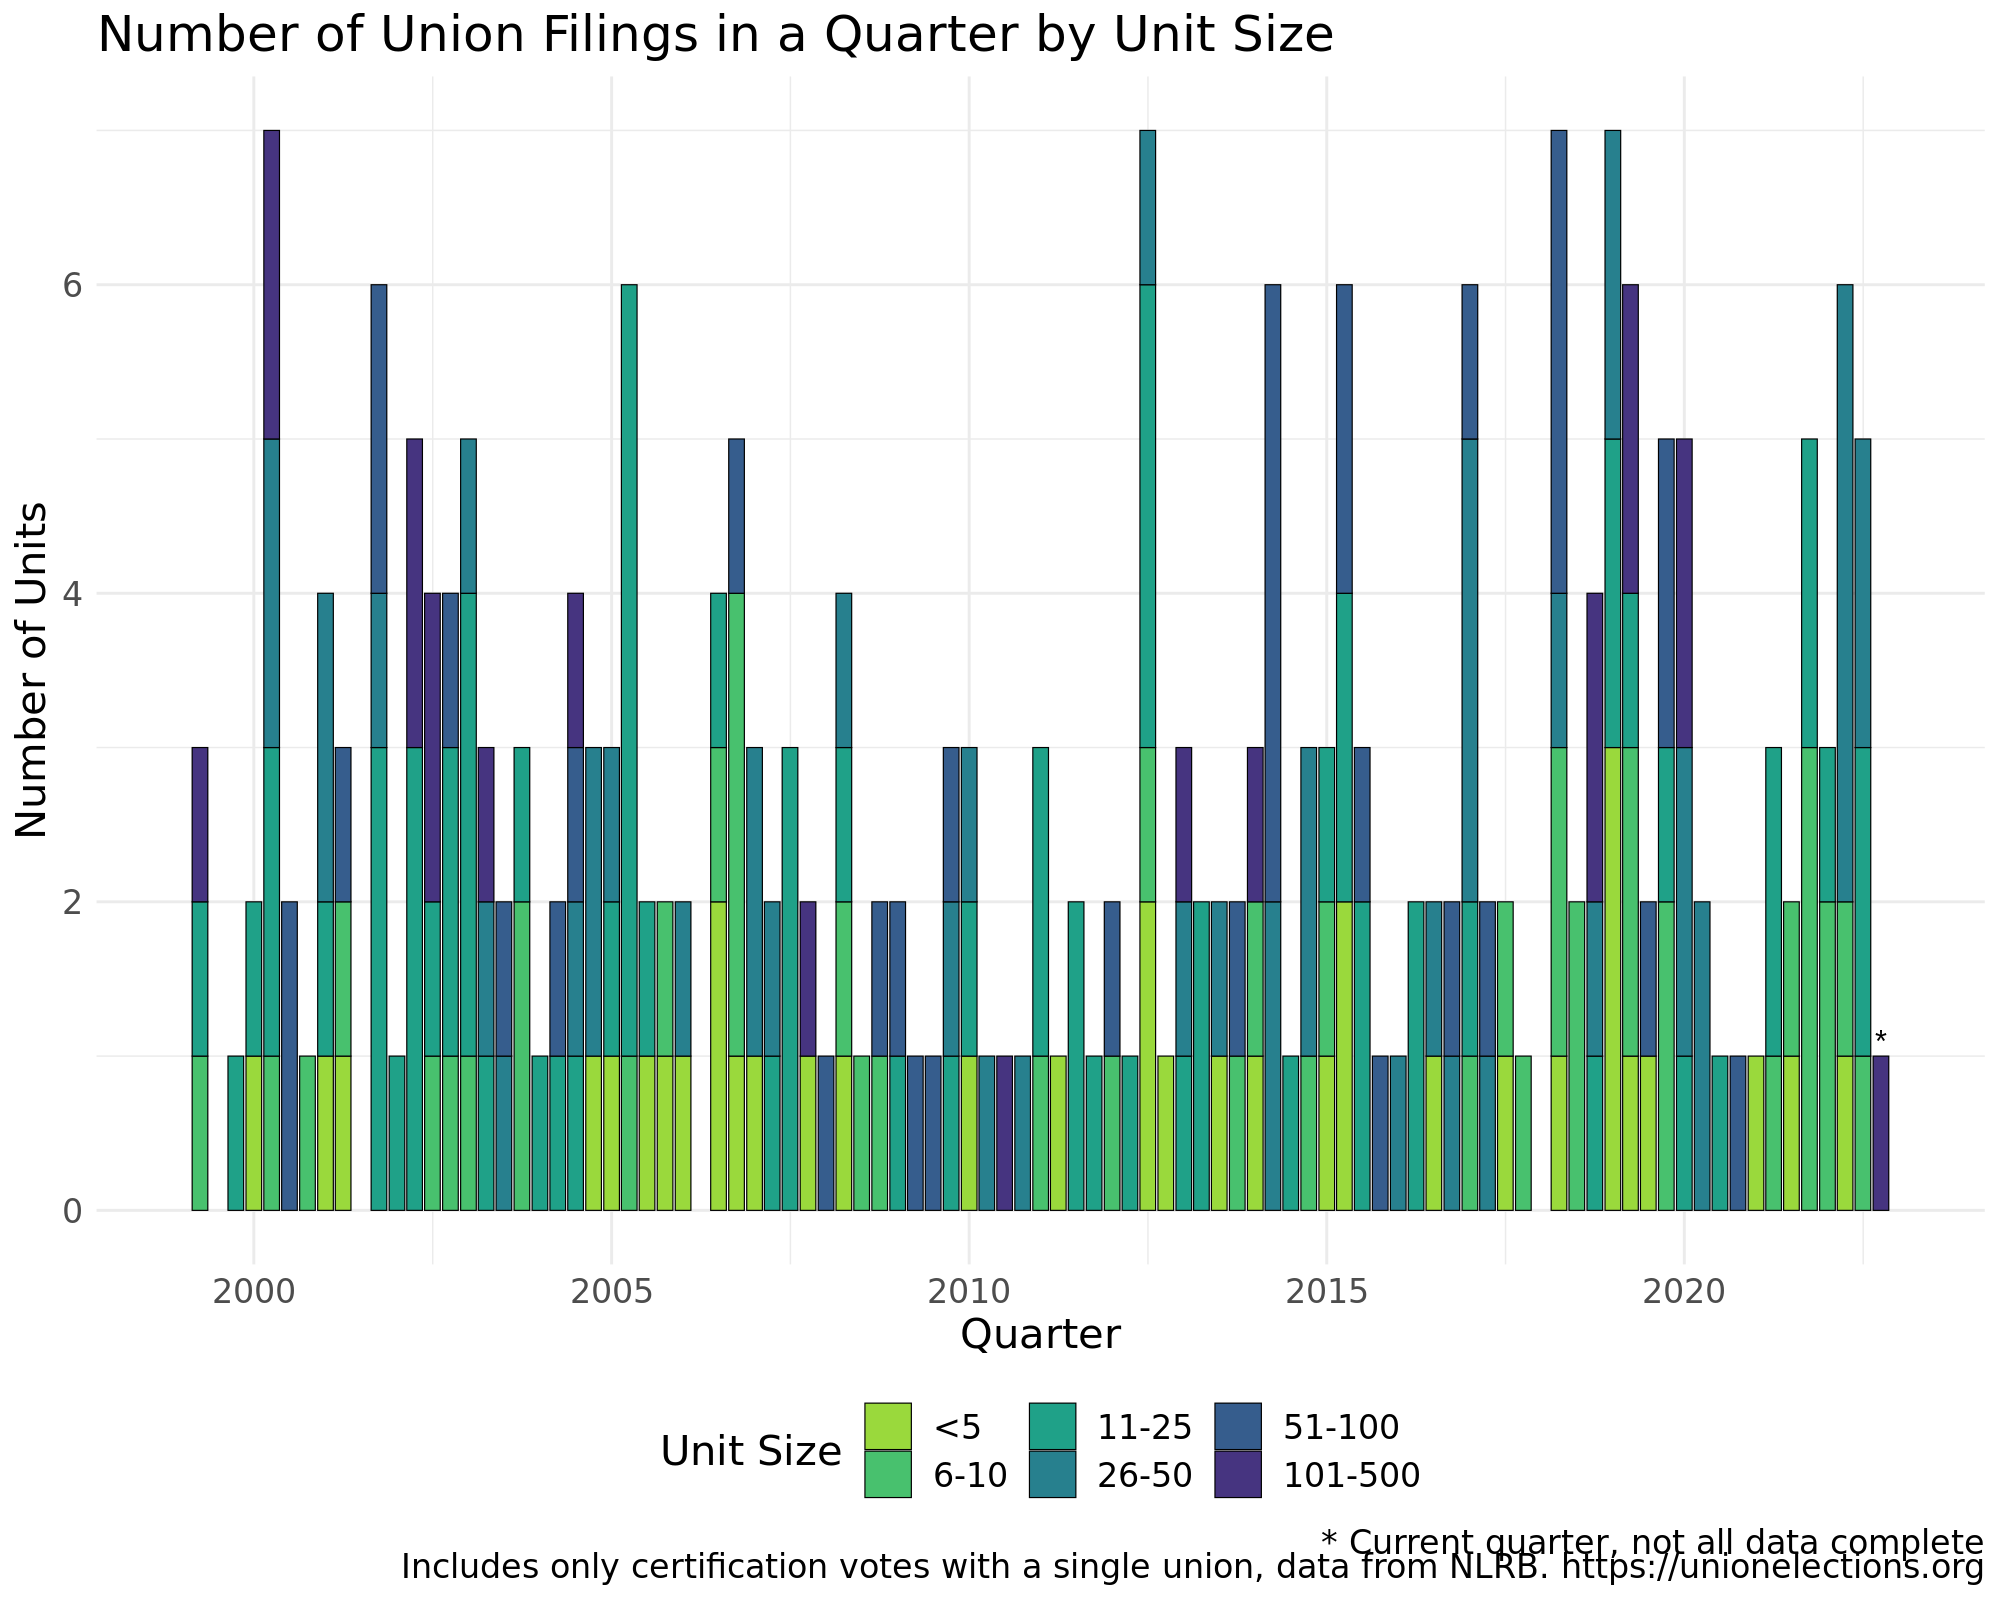 Number of Union Filings in a Quarter by Unit Size
Number of Units
6
4
2
0
*
2000 2005 2010 2015 2020
Quarter
Unit Size
<5 11-25 51-100
6-10 26-50 101-500
* Current quarter, not all data complete
Includes only certification votes with a single union, data from NLRB. https://unionelections.org